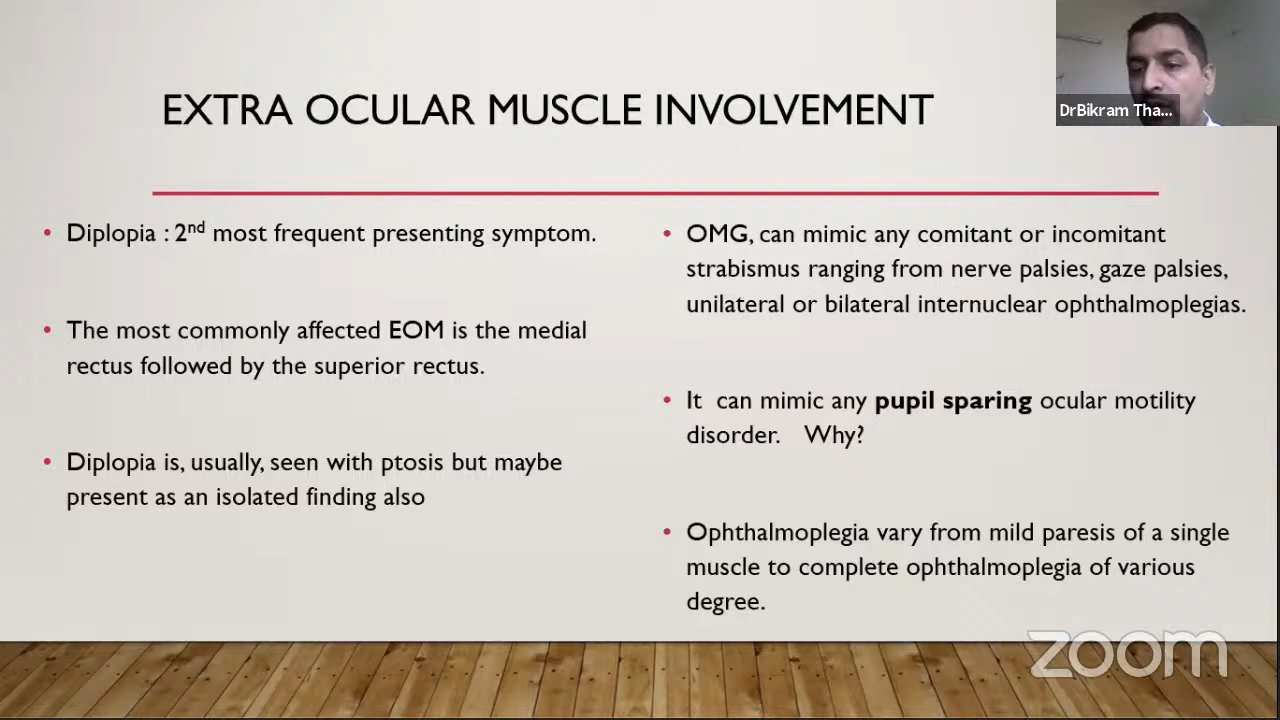 EXTRA OCULAR MUSCLE INVOLVEMENT
DrBikram Tha...
• Diplopia : 2nd most frequent presenting symptom.
• The most commonly affected EOM is the medial
rectus followed by the superior rectus.
• Diplopia is, usually, seen with ptosis but maybe
present as an isolated finding also
• OMG, can mimic any comitant or incomitant
strabismus ranging from nerve palsies, gaze palsies,
unilateral or bilateral internuclear ophthalmoplegias.
• It can mimic any pupil sparing ocular motility
disorder. Why?
• Ophthalmoplegia vary from mild paresis of a single
muscle to complete ophthalmoplegia of various
degree.
zoom